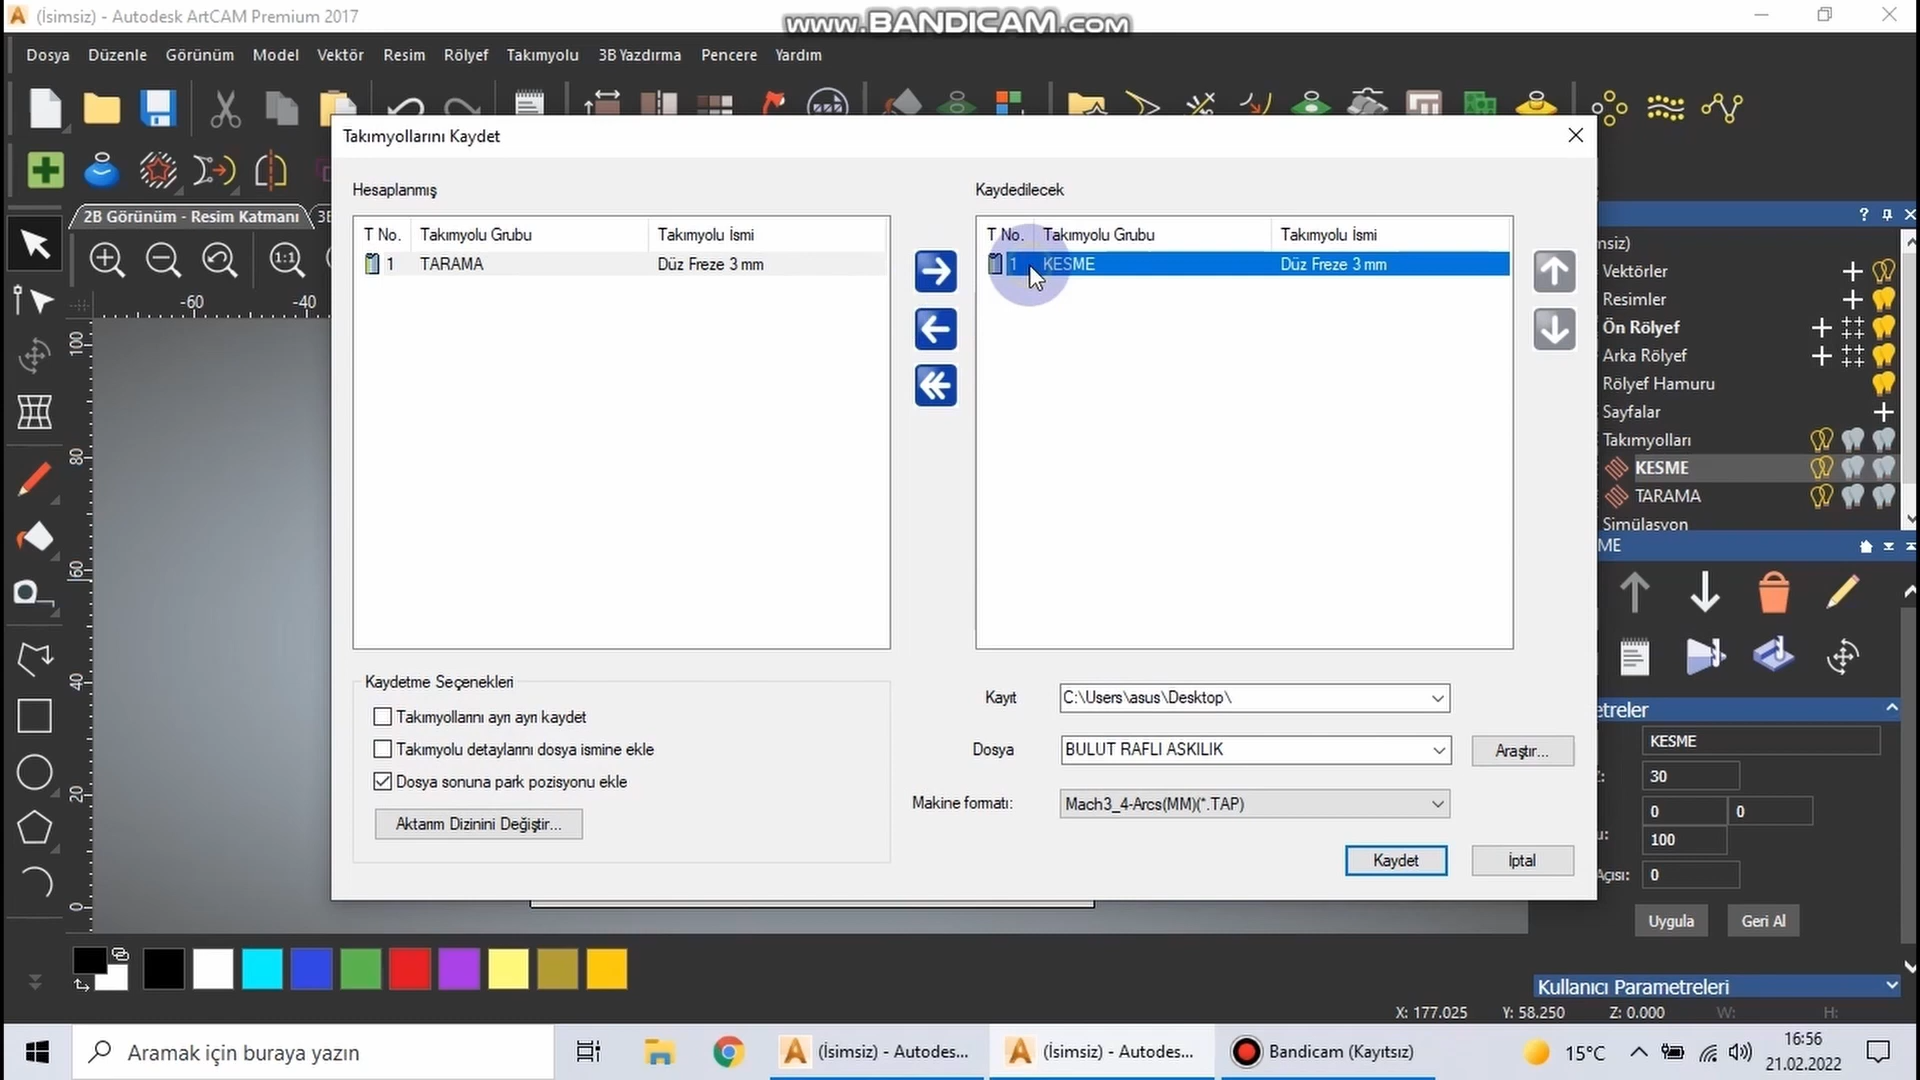 (İsimsiz) - Autodesk ArtCAM Premium 2017
www.BANDICAM.com
Dosya Düzenle Görünüm Model Vektör Resim Rölyef Takımyolu 3B Yazdırma Pencere Yardım
Takımyollarını Kaydet
Hesaplanmış
Kaydedilecek
2B Görünüm - Resim Katmanı
T No. Takımyolu Grubu Takımyolu İsmi
1 TARAMA Düz Freze 3 mm
T No. Takımyolu Grubu Takımyolu İsmi
1 KESME Düz Freze 3 mm
1:1
-60 -40
100
80
60
40
20
0
Vektörler
Resimler
Ön Rölyef
Arka Rölyef
Rölyef Hamuru
Sayfalar
Takımyolları
KESME
TARAMA
Simülasyon
Kaydetme Seçenekleri
Takımyollarını ayrı ayrı kaydet
Takımyolu detaylarını dosya ismine ekle
Dosya sonuna park pozisyonu ekle
Aktarım Dizinini Değiştir...
Kayıt C:\Users\asus\Desktop\
Dosya BULUT RAFLI ASKILIK Araştır...
Makine formatı: Mach3_4-Arcs(MM)(*.TAP)
Kaydet İptal
KESME
30
0 0
100
0
Uygula Geri Al
Kullanıcı Parametreleri
X: 177.025 Y: 58.250 Z: 0.000 W: H:
Aramak için buraya yazın
(İsimsiz) - Autodes...
(İsimsiz) - Autodes...
Bandicam (Kayıtsız)
15°C
16:56
21.02.2022